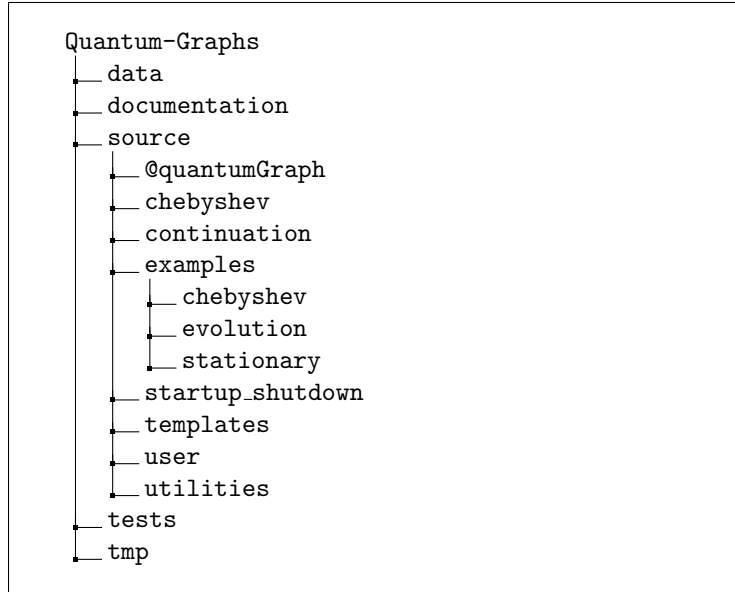 Quantum-Graphs
data
documentation
source
@quantumGraph
chebyshev
continuation
examples
chebyshev
evolution
stationary
startup_shutdown
templates
user
utilities
tests
tmp